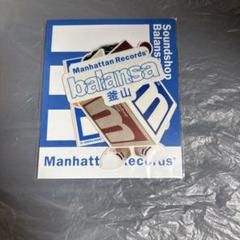 Soundshop
Balansa
Manhattan Records®
balansa
釜山
m
Manhattan Records®